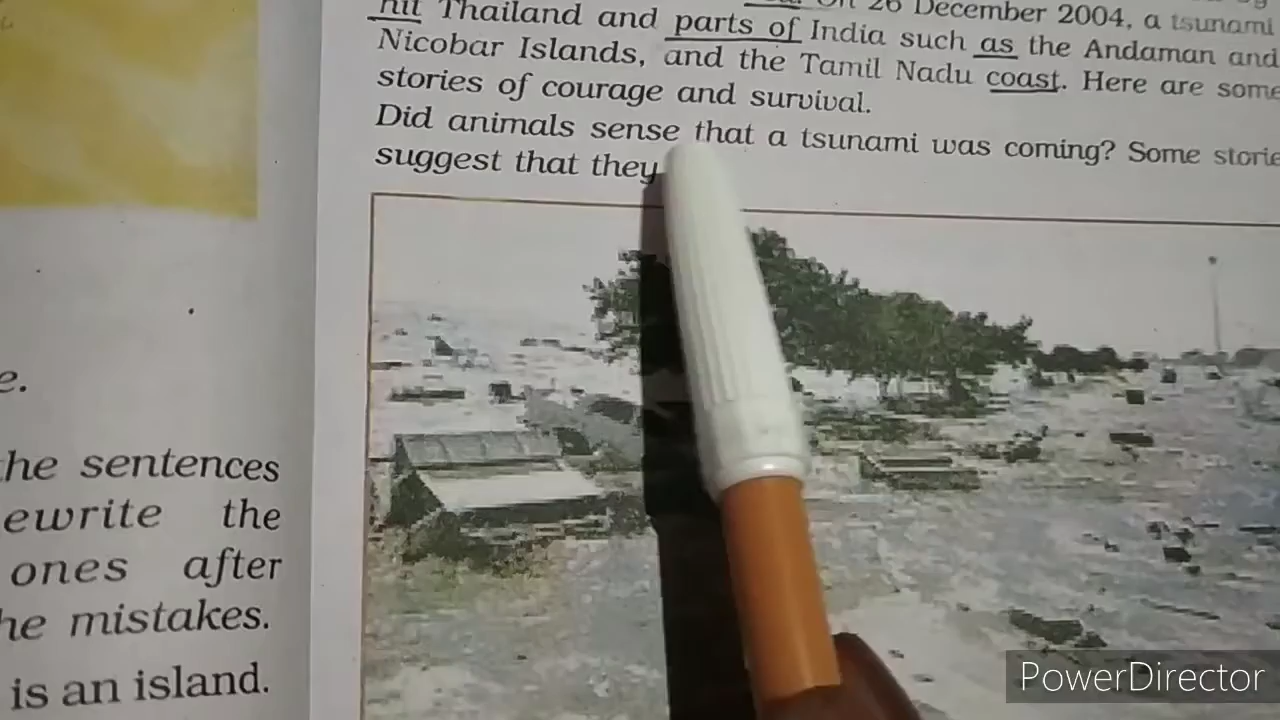 26 December 2004, a tsunami
hit Thailand and parts of India such as the Andaman and
Nicobar Islands, and the Tamil Nadu coast. Here are some
stories of courage and survival.
Did animals sense that a tsunami was coming? Some storie
suggest that they
e.
he sentences
ewrite the
ones after
he mistakes.
is an island.
PowerDirector